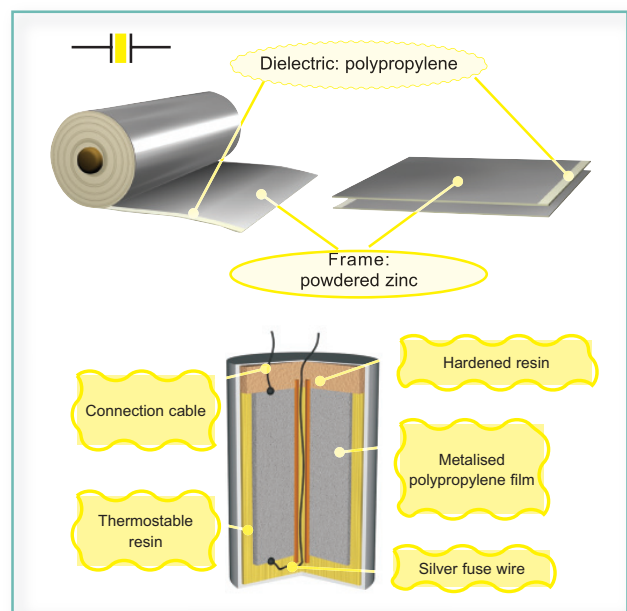 Dielectric: polypropylene
Frame:
powdered zinc
Hardened resin
Connection cable
Metalised
polypropylene film
Thermostable
resin
Silver fuse wire